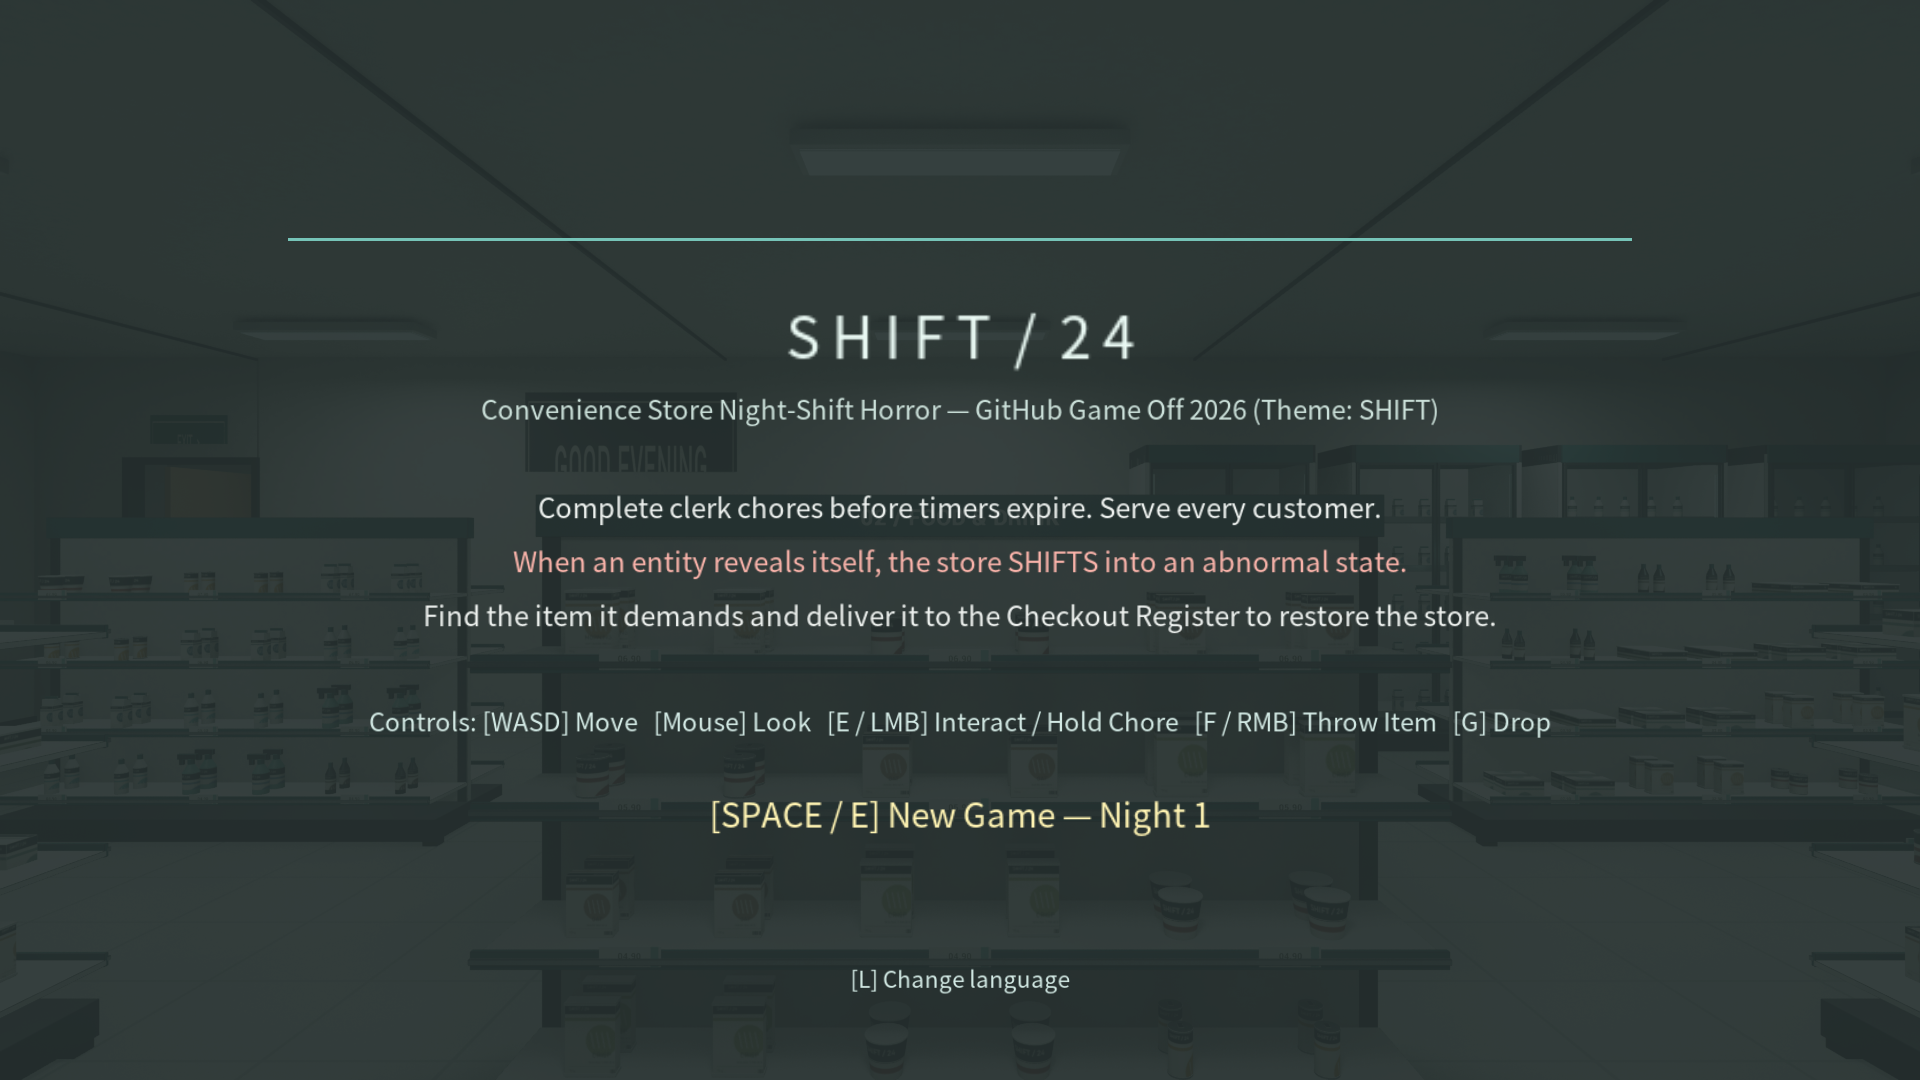 SHIFT / 24
Convenience Store Night-Shift Horror — GitHub Game Off 2026 (Theme: SHIFT)
GOOD EVENING
Complete clerk chores before timers expire. Serve every customer.
When an entity reveals itself, the store SHIFTS into an abnormal state.
Find the item it demands and deliver it to the Checkout Register to restore the store.
Controls: [WASD] Move [Mouse] Look [E / LMB] Interact / Hold Chore [F / RMB] Throw Item [G] Drop
[SPACE / E] New Game — Night 1
[L] Change language